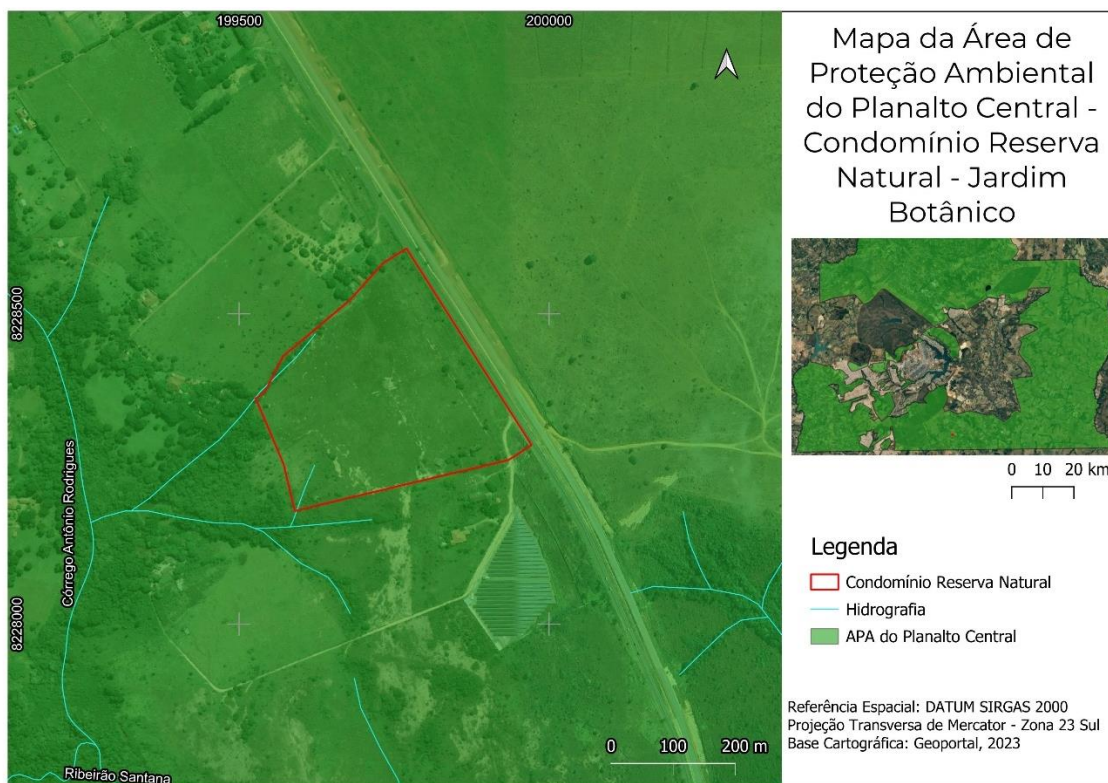 199500
200000
8228500
8228000
Córrego Antônio Rodrigues
Ribeirão Santana
0 100 200 m
Mapa da Área de
Proteção Ambiental
do Planalto Central -
Condomínio Reserva
Natural - Jardim
Botânico
0 10 20 km
Legenda
Condomínio Reserva Natural
Hidrografia
APA do Planalto Central
Referência Espacial: DATUM SIRGAS 2000
Projeção Transversa de Mercator - Zona 23 Sul
Base Cartográfica: Geoportal, 2023